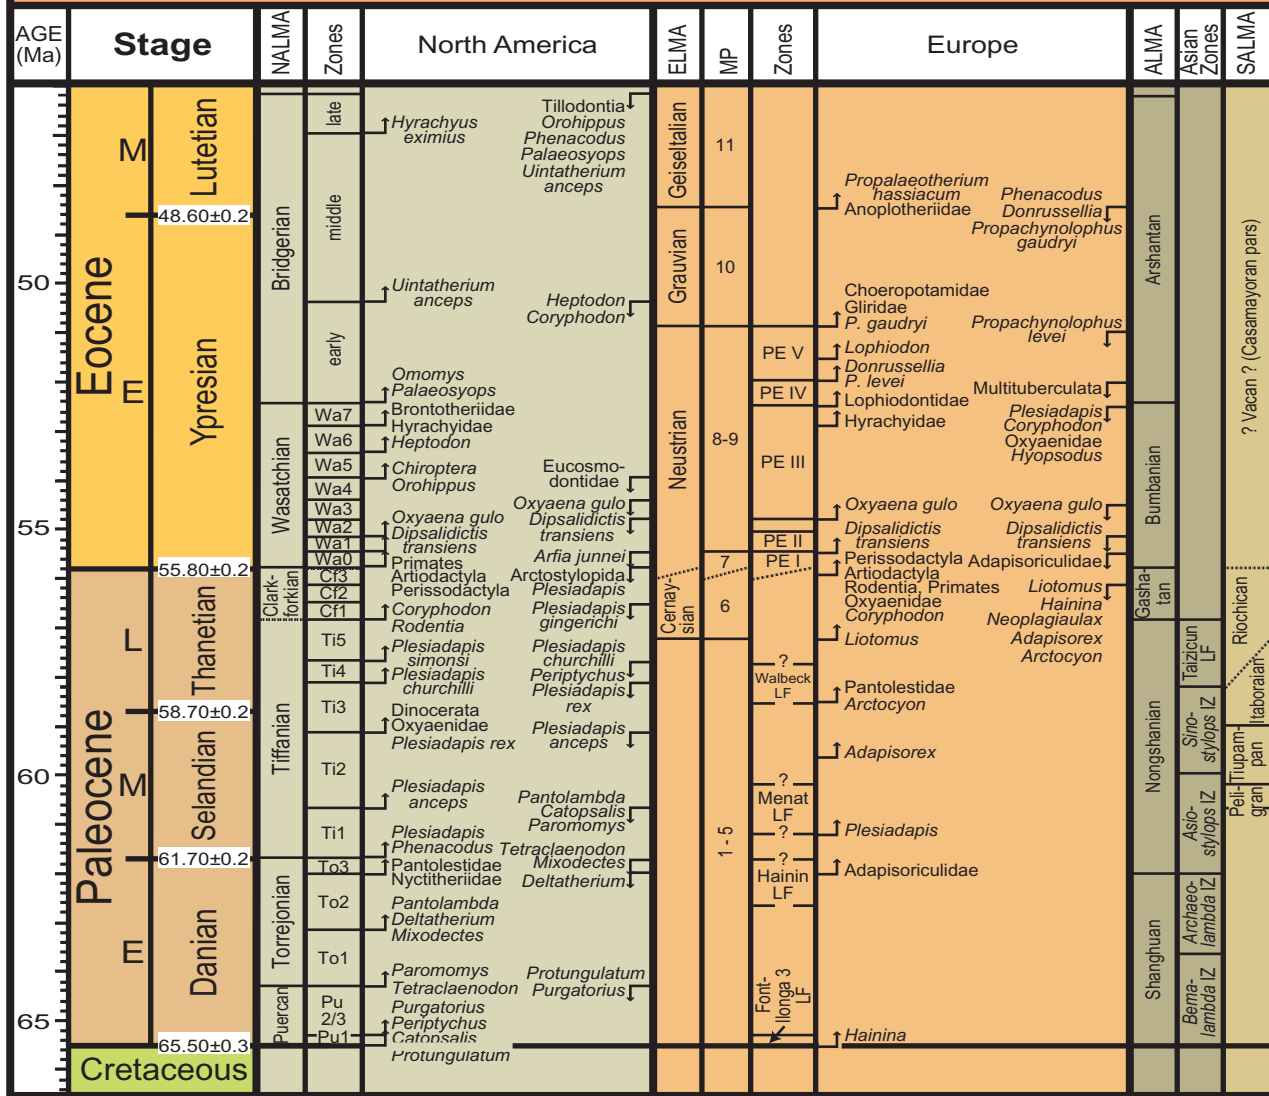 AGE
(Ma)
Stage
NALMA
Zones
North America
ELMA
MP
Zones
Europe
ALMA
Asian
Zones
SALMA
50
55
60
65
Eocene
Paleocene
Cretaceous
M
E
L
M
E
Lutetian
Ypresian
Thanetian
Selandian
Danian
48.60±0.2
55.80±0.2
58.70±0.2
61.70±0.2
65.50±0.3
Bridgerian
Wasatchian
Clark-
forkian
Tiffanian
Torrejonian
Puercan
late
middle
early
Wa7
Wa6
Wa5
Wa4
Wa3
Wa2
Wa1
Wa0
Cf3
Cf2
Cf1
Ti5
Ti4
Ti3
Ti2
Ti1
To3
To2
To1
Pu
2/3
Pu1
Hyrachyus
eximius
Uintatherium
anceps
Omomys
Palaeosyops
Brontotheriidae
Hyrachyidae
Heptodon
Chiroptera
Orohippus
Oxyaena gulo
Dipsalidictis
transiens
Primates
Artiodactyla
Perissodactyla
Coryphodon
Rodentia
Plesiadapis
simonsi
Plesiadapis
churchilli
Dinocerata
Oxyaenidae
Plesiadapis rex
Plesiadapis
anceps
Plesiadapis
Phenacodus
Pantolestidae
Nyctitheriidae
Pantolambda
Deltatherium
Mixodectes
Paromomys
Tetraclaenodon
Purgatorius
Periptychus
Catopsalis
Protungulatum
Tillodontia
Orohippus
Phenacodus
Palaeosyops
Uintatherium
anceps
Heptodon
Coryphodon
Eucosmo-
dontidae
Oxyaena gulo
Dipsalidictis
transiens
Arfia junnei
Arctostylopida
Plesiadapis
Plesiadapis
gingerichi
Plesiadapis
churchilli
Periptychus
Plesiadapis
rex
Plesiadapis
anceps
Pantolambda
Catopsalis
Paromomys
Tetraclaenodon
Mixodectes
Deltatherium
Protungulatum
Purgatorius
Geiseltalian
Grauvian
Neustrian
Cernay-
sian
11
10
8-9
7
6
1 - 5
PE V
PE IV
PE III
PE II
PE I
?
Walbeck
LF
?
Menat
LF
?
?
Hainin
LF
Font-
llonga 3
LF
Propalaeotherium
hassiacum
Anoplotheriidae
Choeropotamidae
Gliridae
P. gaudryi
Lophiodon
Donrussellia
P. levei
Lophiodontidae
Hyrachyidae
Oxyaena gulo
Dipsalidictis
transiens
Perissodactyla
Artiodactyla
Rodentia, Primates
Oxyaenidae
Coryphodon
Liotomus
Pantolestidae
Arctocyon
Adapisorex
Plesiadapis
Adapisoriculidae
Hainina
Phenacodus
Donrussellia
Propachynolophus
gaudryi
Propachynolophus
levei
Multituberculata
Plesiadapis
Coryphodon
Oxyaenidae
Hyopsodus
Oxyaena gulo
Dipsalidictis
transiens
Adapisoriculidae
Liotomus
Hainina
Neoplagiaulax
Adapisorex
Arctocyon
Arshantan
Bumbanian
Gasha-
tan
Nongshanian
Shanghuan
Taizicun
LF
Sino-
stylops IZ
Asio-
stylops IZ
Archaeo-
lambda IZ
Bema-
lambda IZ
? Vacan ? (Casamayoran pars)
Riochican
Itaboraian
Tiupam-
pan
Peli-
gran